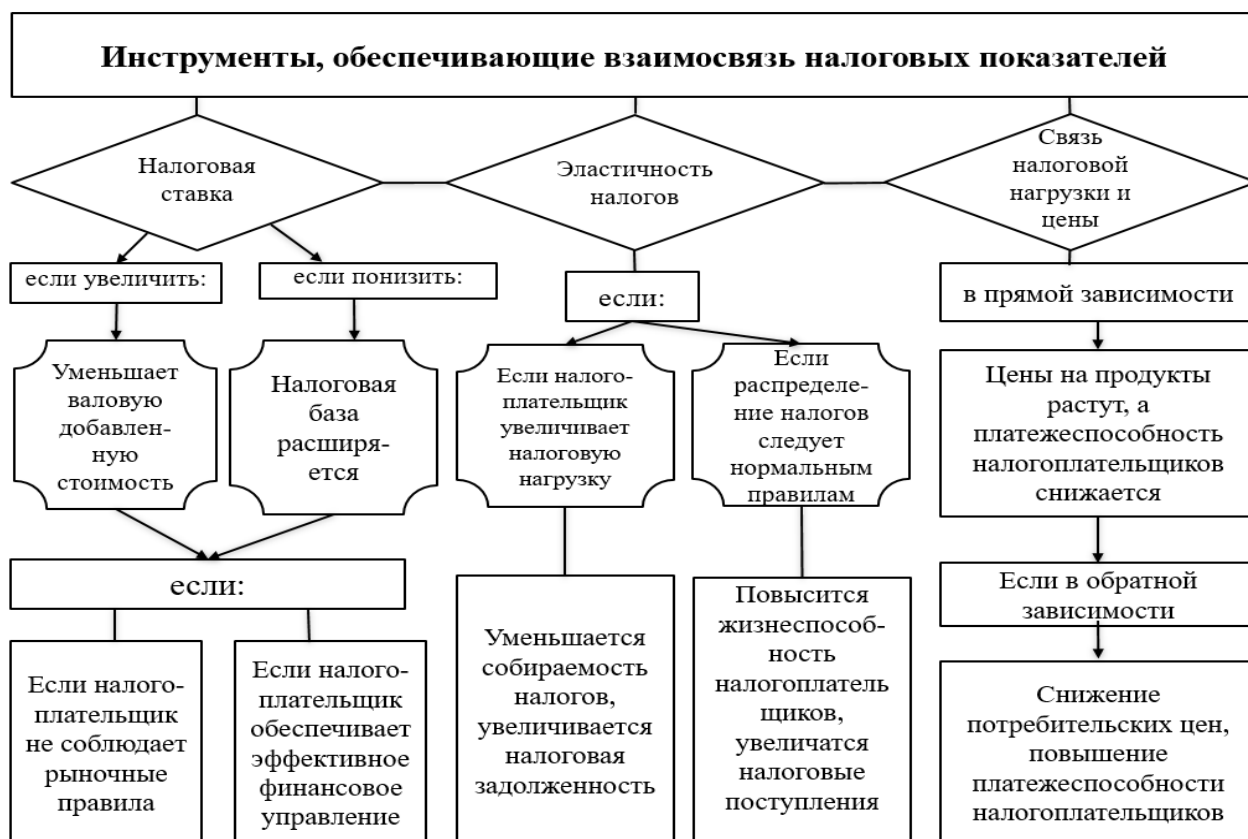 Инструменты, обеспечивающие взаимосвязь налоговых показателей
Налоговая
ставка
Эластичность
налогов
Связь
налоговой
нагрузки и
цены
если увеличить:
если понизить:
если:
в прямой зависимости
Уменьшает
валовую
добавлен-
ную
стоимость
Налоговая
база
расширя-
ется
Если налого-
плательщик
увеличивает
налоговую
нагрузку
Если
распределе-
ние налогов
следует
нормальным
правилам
Цены на продукты
растут, а
платежеспособность
налогоплательщиков
снижается
если:
Если в обратной
зависимости
Если налого-
плательщик
не соблюдает
рыночные
правила
Если налого-
плательщик
обеспечивает
эффективное
финансовое
управление
Уменьшается
собираемость
налогов,
увеличивается
налоговая
задолженность
Повысится
жизнеспособ-
ность
налогоплатель
щиков,
увеличатся
налоговые
поступления
Снижение
потребительских цен,
повышение
платежеспособности
налогоплательщиков